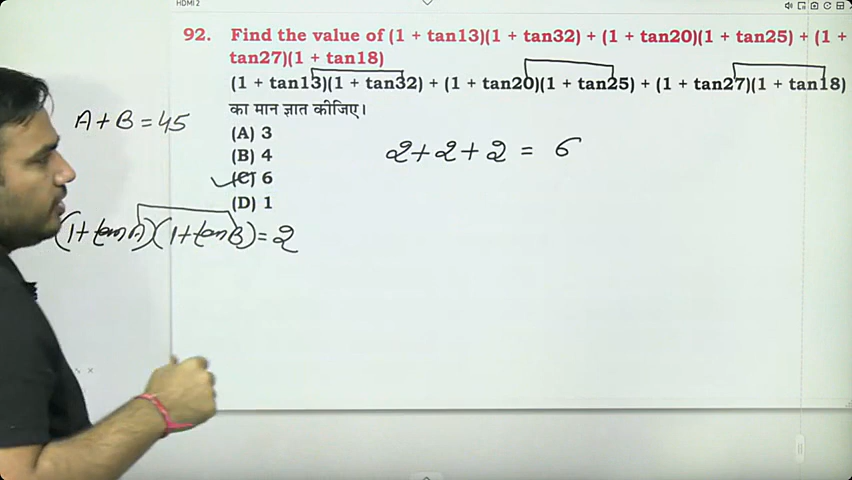 HDMI 2
92. Find the value of (1 + tan13)(1 + tan32) + (1 + tan20)(1 + tan25) + (1 +
tan27)(1 + tan18)
(1 + tan13)(1 + tan32) + (1 + tan20)(1 + tan25) + (1 + tan27)(1 + tan18)
का मान ज्ञात कीजिए।
A+B=45
(A) 3
(B) 4
(C) 6
(D) 1
2+2+2 = 6
(1+tanA)(1+tanB)=2